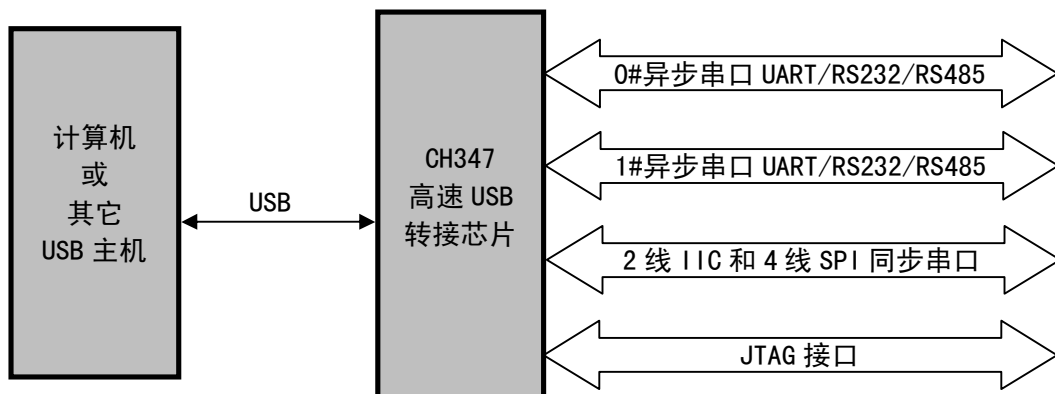 计算机
或
其它
USB 主机
USB
CH347
高速 USB
转接芯片
0#异步串口 UART/RS232/RS485
1#异步串口 UART/RS232/RS485
2 线 IIC 和 4 线 SPI 同步串口
JTAG 接口